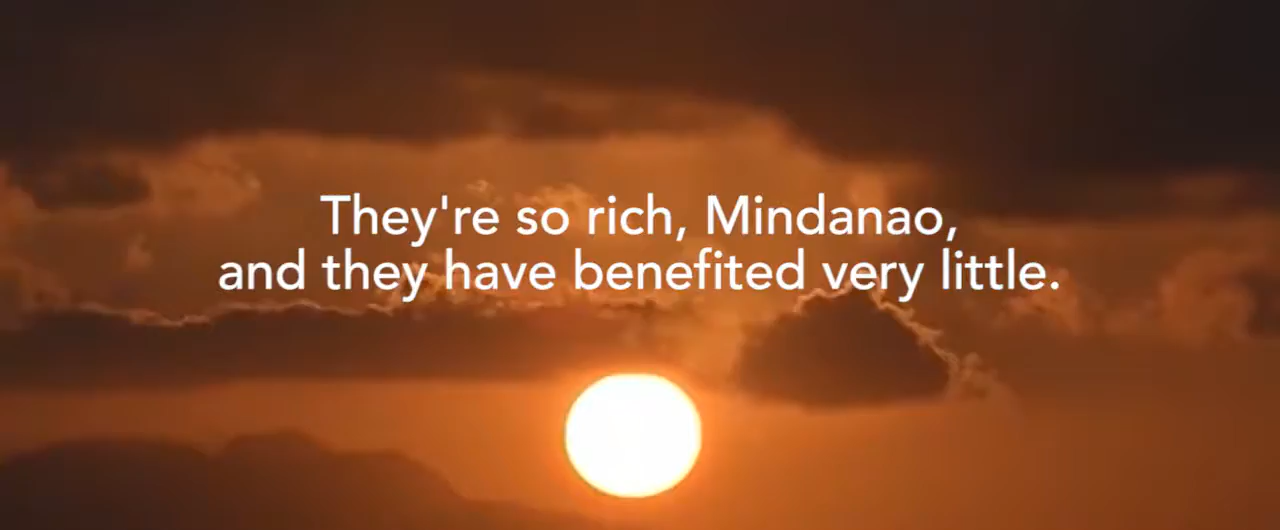 They're so rich, Mindanao,
and they have benefited very little.